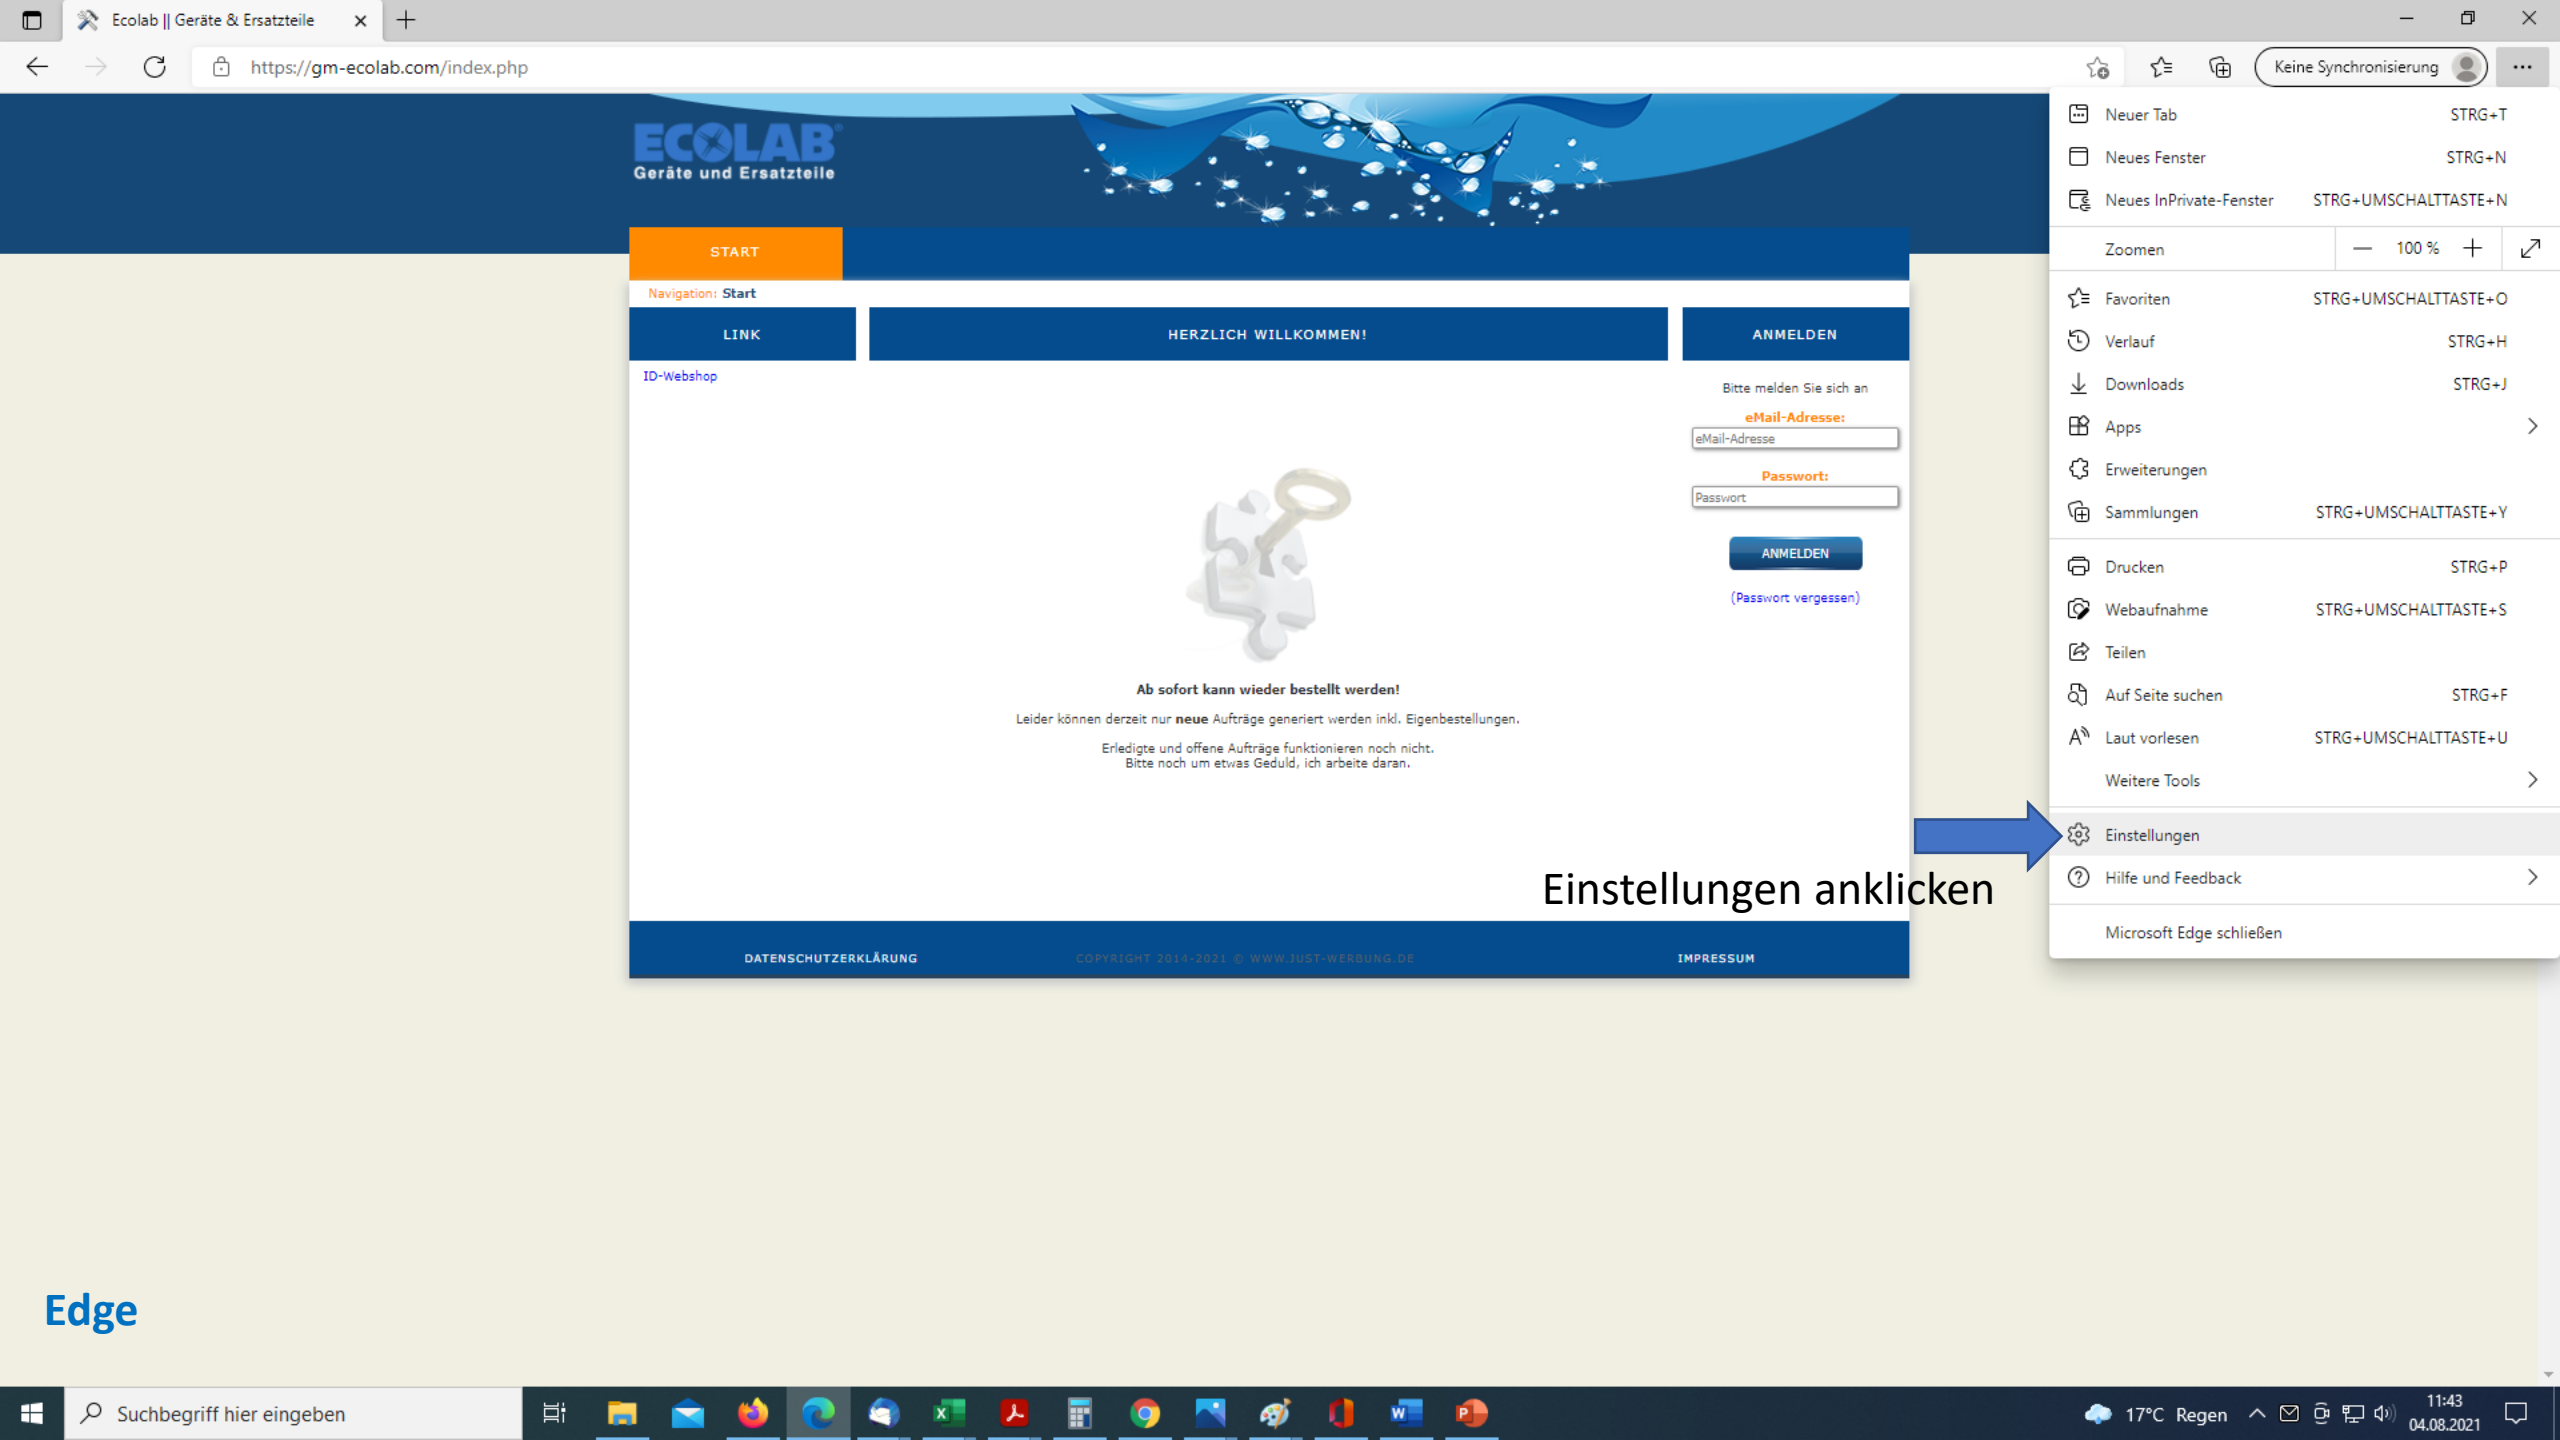 Ecolab || Geräte & Ersatzteile
https://gm-ecolab.com/index.php
Keine Synchronisierung
ECOLAB®
Geräte und Ersatzteile
START
Navigation: Start
LINK
HERZLICH WILLKOMMEN!
ANMELDEN
ID-Webshop
Bitte melden Sie sich an
eMail-Adresse:
eMail-Adresse
Passwort:
Passwort
ANMELDEN
(Passwort vergessen)
Ab sofort kann wieder bestellt werden!
Leider können derzeit nur neue Aufträge generiert werden inkl. Eigenbestellungen.
Erledigte und offene Aufträge funktionieren noch nicht.
Bitte noch um etwas Geduld, ich arbeite daran.
DATENSCHUTZERKLÄRUNG
COPYRIGHT 2014-2021 © WWW.JUST-WERBUNG.DE
IMPRESSUM
Neuer Tab STRG+T
Neues Fenster STRG+N
Neues InPrivate-Fenster STRG+UMSCHALTTASTE+N
Zoomen 100 %
Favoriten STRG+UMSCHALTTASTE+O
Verlauf STRG+H
Downloads STRG+J
Apps
Erweiterungen
Sammlungen STRG+UMSCHALTTASTE+Y
Drucken STRG+P
Webaufnahme STRG+UMSCHALTTASTE+S
Teilen
Auf Seite suchen STRG+F
Laut vorlesen STRG+UMSCHALTTASTE+U
Weitere Tools
Einstellungen
Hilfe und Feedback
Microsoft Edge schließen
Einstellungen anklicken
Edge
Suchbegriff hier eingeben
17°C Regen
11:43
04.08.2021